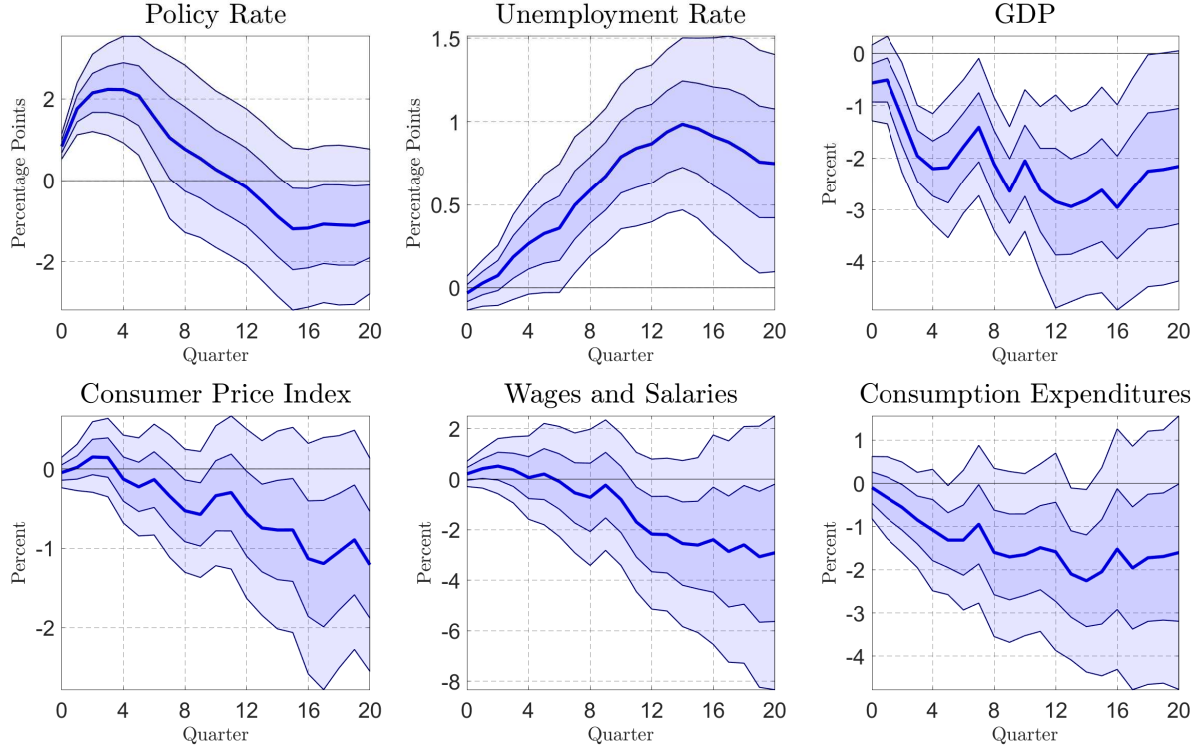 Policy Rate
Percentage Points
2
0
-2
0 4 8 12 16 20
Quarter
Unemployment Rate
Percentage Points
1.5
1
0.5
0
0 4 8 12 16 20
Quarter
GDP
Percent
0
-1
-2
-3
-4
0 4 8 12 16 20
Quarter
Consumer Price Index
Percent
0
-1
-2
0 4 8 12 16 20
Quarter
Wages and Salaries
Percent
2
0
-2
-4
-6
-8
0 4 8 12 16 20
Quarter
Consumption Expenditures
Percent
1
0
-1
-2
-3
-4
0 4 8 12 16 20
Quarter